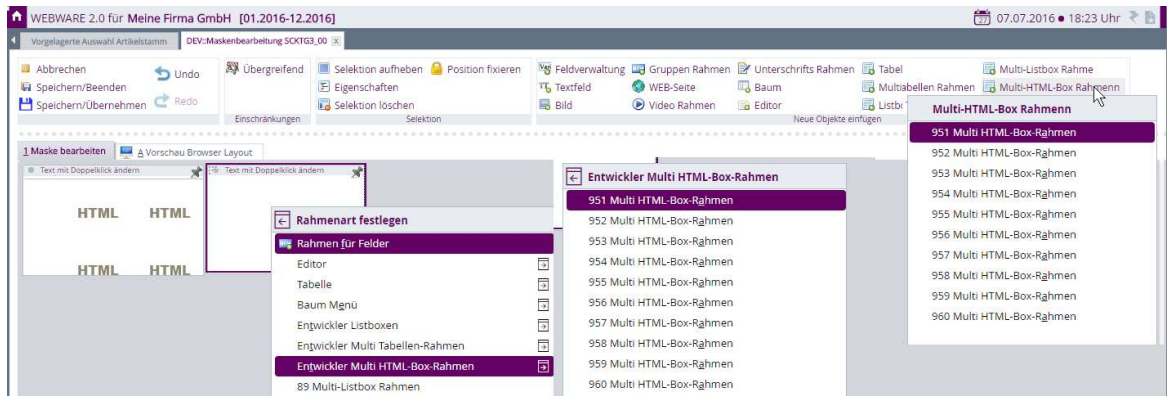 WEBWARE 2.0 für Meine Firma GmbH [01.2016-12.2016]
27 07.07.2016 • 18:23 Uhr
Vorgelagerte Auswahl Artikelstamm
DEV::Maskenbearbeitung SCKTG3_00 x
Abbrechen
Speichern/Beenden
Speichern/Übernehmen
Undo
Redo
Übergreifend
Einschränkungen
Selektion aufheben
Position fixieren
Eigenschaften
Selektion löschen
Selektion
Feldverwaltung
Gruppen Rahmen
Unterschrifts Rahmen
Tabel
Multi-Listbox Rahme
Textfeld
WEB-Seite
Baum
Multiabellen Rahmen
Multi-HTML-Box Rahmenn
Bild
Video Rahmen
Editor
Listb
Neue Objekte einfügen
Multi-HTML-Box Rahmenn
951 Multi HTML-Box-Rahmen
952 Multi HTML-Box-Rahmen
953 Multi HTML-Box-Rahmen
954 Multi HTML-Box-Rahmen
955 Multi HTML-Box-Rahmen
956 Multi HTML-Box-Rahmen
957 Multi HTML-Box-Rahmen
958 Multi HTML-Box-Rahmen
959 Multi HTML-Box-Rahmen
960 Multi HTML-Box-Rahmen
1 Maske bearbeiten
A Vorschau Browser Layout
Text mit Doppelklick ändern
Text mit Doppelklick ändern
HTML HTML
HTML HTML
Rahmenart festlegen
Rahmen für Felder
Editor
Tabelle
Baum Menü
Entwickler Listboxen
Entwickler Multi Tabellen-Rahmen
Entwickler Multi HTML-Box-Rahmen
89 Multi-Listbox Rahmen
Entwickler Multi HTML-Box-Rahmen
951 Multi HTML-Box-Rahmen
952 Multi HTML-Box-Rahmen
953 Multi HTML-Box-Rahmen
954 Multi HTML-Box-Rahmen
955 Multi HTML-Box-Rahmen
956 Multi HTML-Box-Rahmen
957 Multi HTML-Box-Rahmen
958 Multi HTML-Box-Rahmen
959 Multi HTML-Box-Rahmen
960 Multi HTML-Box-Rahmen